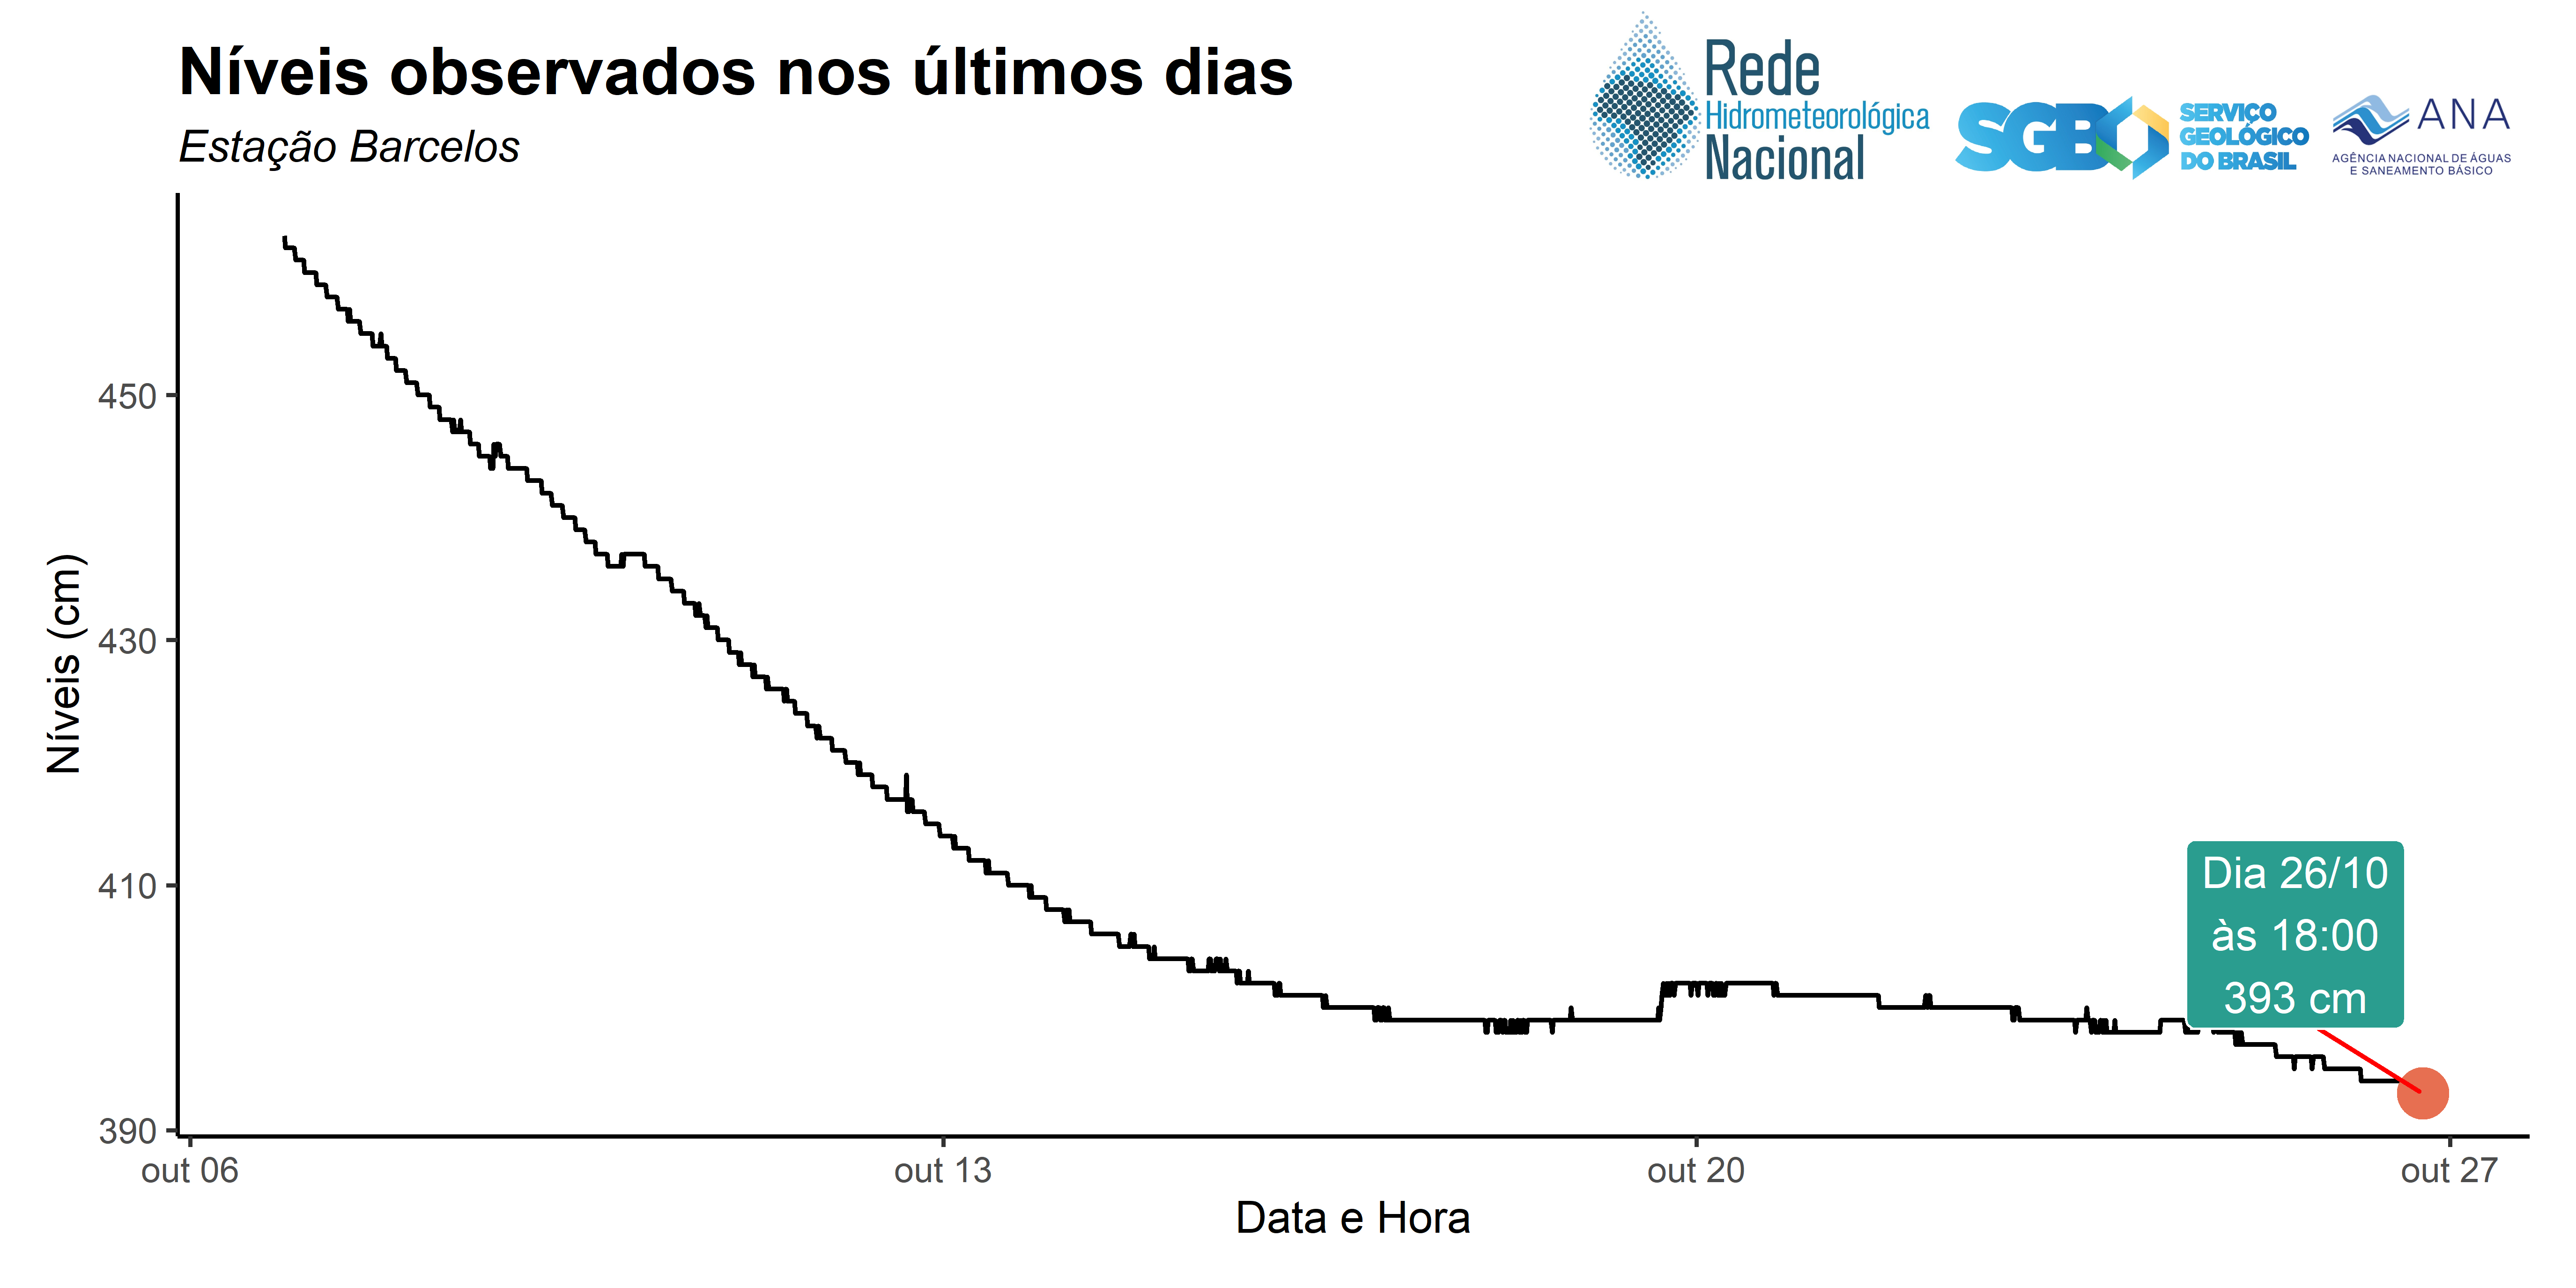 Níveis observados nos últimos dias
Estação Barcelos
Rede
Hidrometeorológica
Nacional
SGB
SERVIÇO
GEOLÓGICO
DO BRASIL
ANA
AGÊNCIA NACIONAL DE ÁGUAS
E SANEAMENTO BÁSICO
Níveis (cm)
450
430
410
390
Dia 26/10
às 18:00
393 cm
out 06
out 13
out 20
out 27
Data e Hora